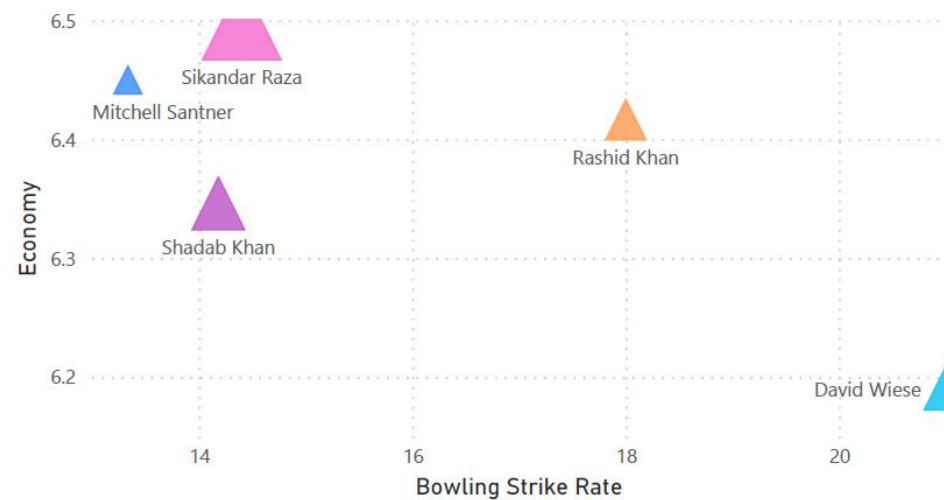 6.5
Sikandar Raza
Mitchell Santner
6.4
Rashid Khan
Shadab Khan
Economy
6.3
6.2
David Wiese
14 16 18 20
Bowling Strike Rate